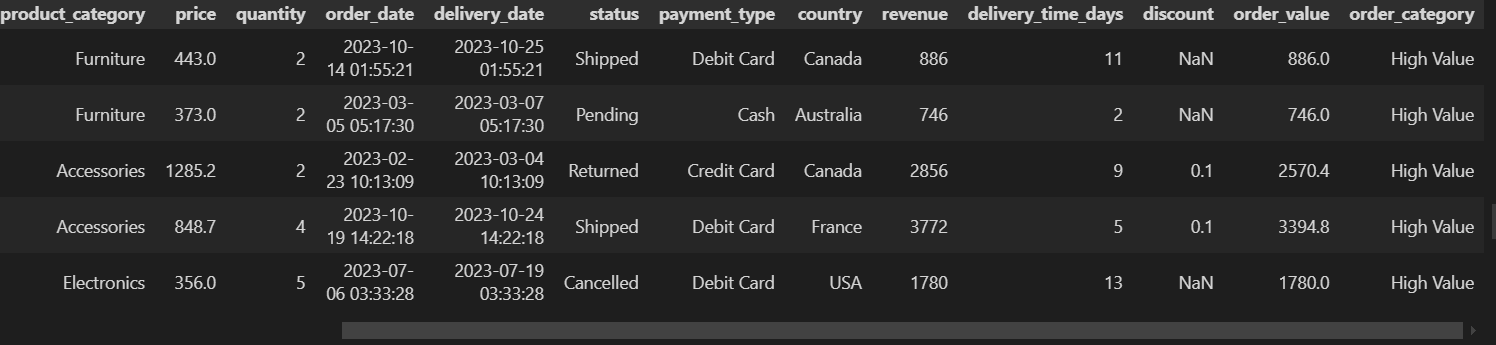 product_category price quantity order_date delivery_date status payment_type country revenue delivery_time_days discount order_value order_category
Furniture 443.0 2 2023-10-14 01:55:21 2023-10-25 01:55:21 Shipped Debit Card Canada 886 11 NaN 886.0 High Value
Furniture 373.0 2 2023-03-05 05:17:30 2023-03-07 05:17:30 Pending Cash Australia 746 2 NaN 746.0 High Value
Accessories 1285.2 2 2023-02-23 10:13:09 2023-03-04 10:13:09 Returned Credit Card Canada 2856 9 0.1 2570.4 High Value
Accessories 848.7 4 2023-10-19 14:22:18 2023-10-24 14:22:18 Shipped Debit Card France 3772 5 0.1 3394.8 High Value
Electronics 356.0 5 2023-07-06 03:33:28 2023-07-19 03:33:28 Cancelled Debit Card USA 1780 13 NaN 1780.0 High Value